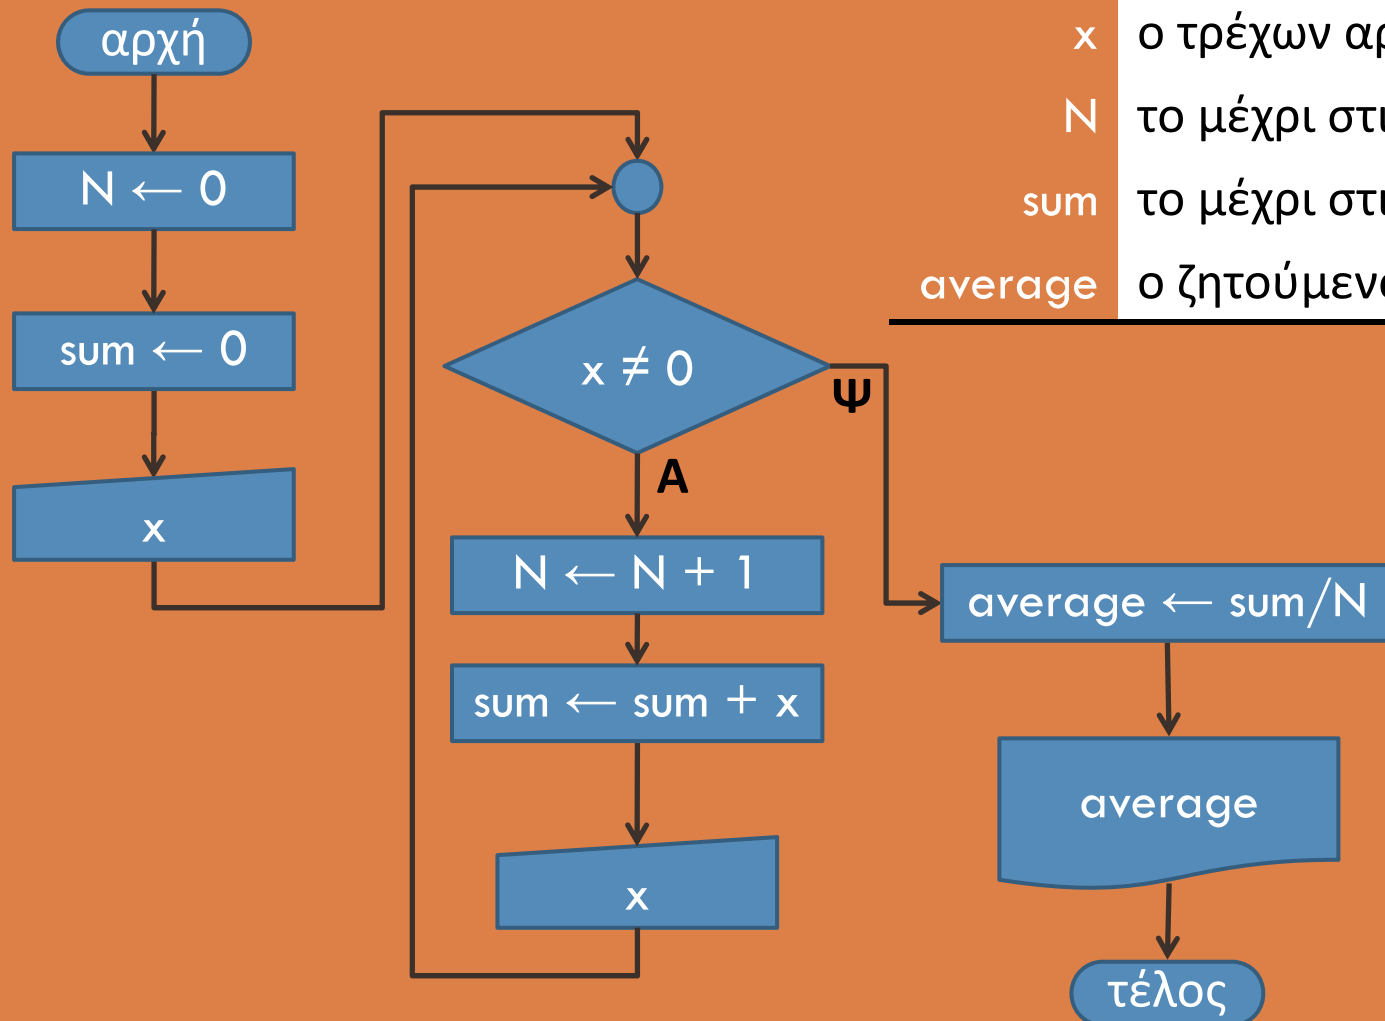 αρχή
N ← 0
sum ← 0
x
x ≠ 0
Ψ
A
N ← N + 1
sum ← sum + x
x
average ← sum/N
average
τέλος
x ο τρέχων
N το μέχρι
sum το μέχρι
average ο